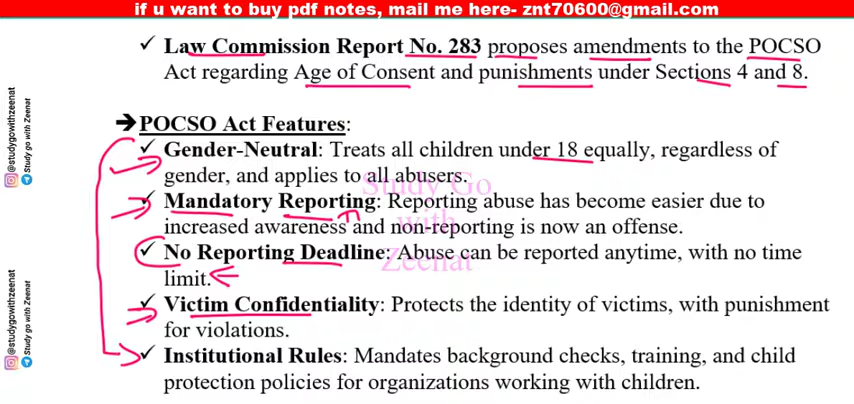 if u want to buy pdf notes, mail me here- znt70600@gmail.com
✓ Law Commission Report No. 283 proposes amendments to the POCSO
Act regarding Age of Consent and punishments under Sections 4 and 8.
➔POCSO Act Features:
✓ Gender-Neutral: Treats all children under 18 equally, regardless of
gender, and applies to all abusers.
✓ Mandatory Reporting: Reporting abuse has become easier due to
increased awareness and non-reporting is now an offense.
✓ No Reporting Deadline: Abuse can be reported anytime, with no time
limit.
✓ Victim Confidentiality: Protects the identity of victims, with punishment
for violations.
✓ Institutional Rules: Mandates background checks, training, and child
protection policies for organizations working with children.
Study Go
with
Zeenat
@studygowithzeenat
Study go with Zeenat
@studygowithzeenat
Study go with Zeenat